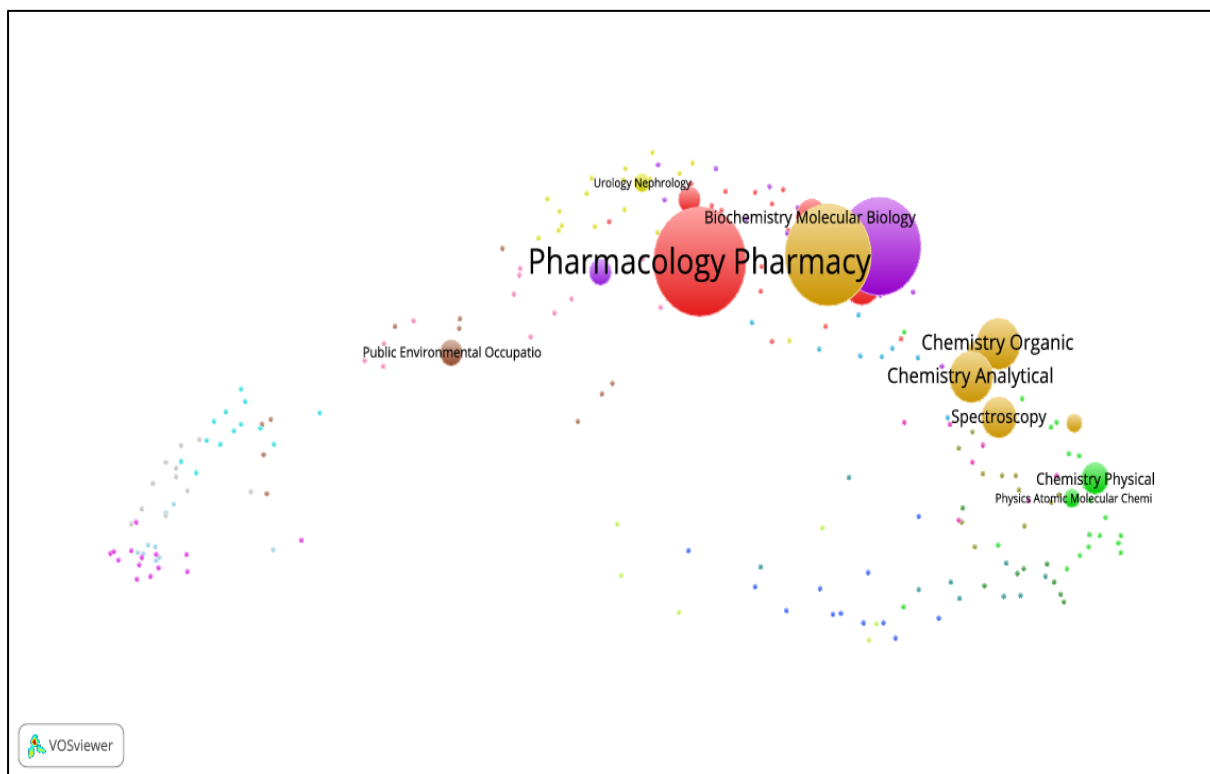 Urology Nephrology
Biochemistry Molecular Biology
Pharmacology Pharmacy
Chemistry Organic
Public Environmental Occupatio
Chemistry Analytical
Spectroscopy
Chemistry Physical
Physics Atomic Molecular Chemi
VOSviewer